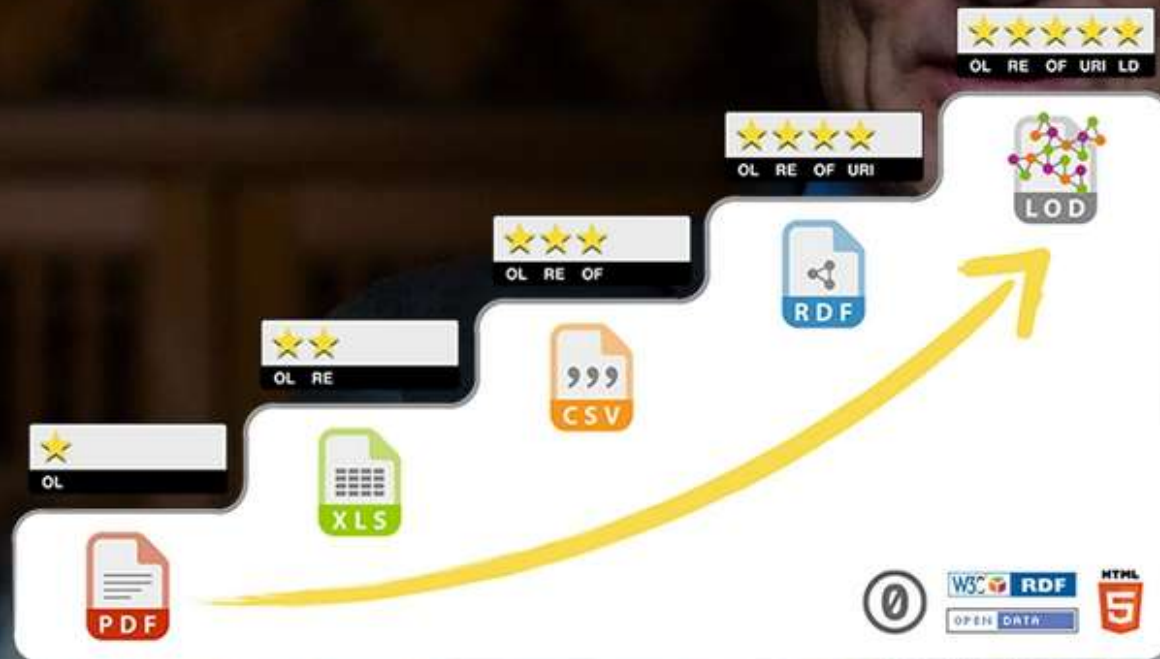 OL RE OF URI LD
LOD
OL RE OF URI
RDF
OL RE OF
,,,
CSV
OL RE
XLS
OL
PDF
0
W3C RDF
OPEN DATA
HTML
5